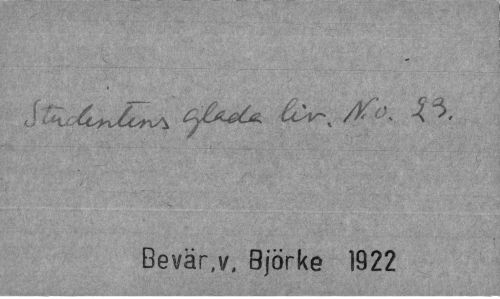 Studentens glada liv. No. 23.
Bevär.v. Björke 1922